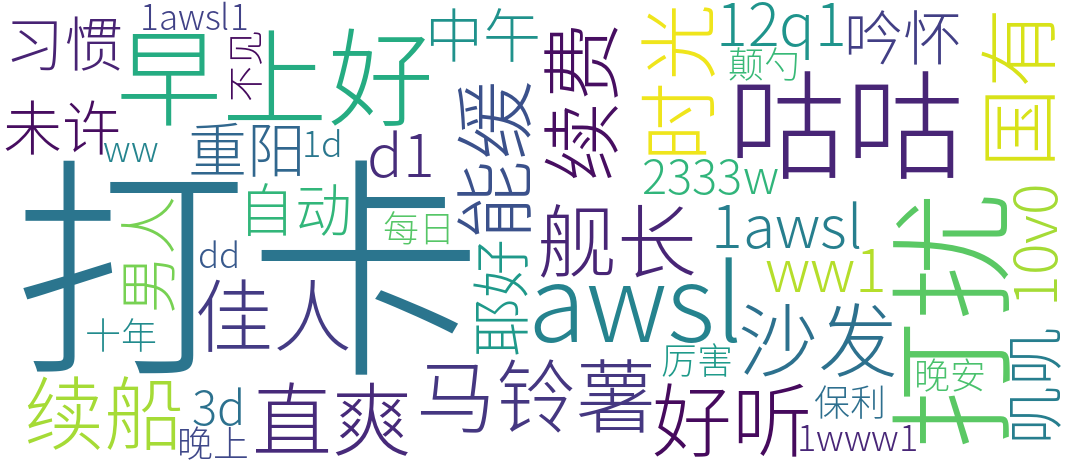 习惯
早上好
不见
1awsl1
中午
续费
时光
12q1
颠勺
吟怀
国有
未许
ww
重阳
1d
d1
能缓
咕咕
2333w
打卡
男人
自动
每日
dd
佳人
十年
耶好
舰长
awsl
1awsl
ww1
沙发
打扰
10v0
叽叽
续船
3d
晚上
直爽
马铃薯
厉害
好听
保利
晚安
1www1